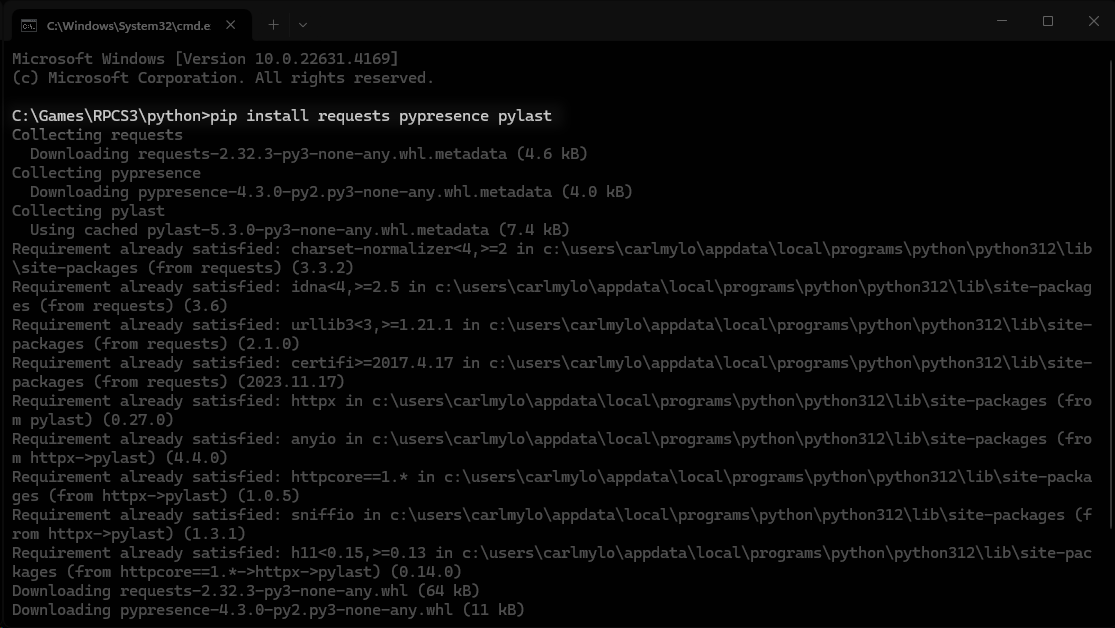 C:\Windows\System32\cmd.e
Microsoft Windows [Version 10.0.22631.4169]
(c) Microsoft Corporation. All rights reserved.
C:\Games\RPCS3\python>pip install requests pypresence pylast
Collecting requests
  Downloading requests-2.32.3-py3-none-any.whl.metadata (4.6 kB)
Collecting pypresence
  Downloading pypresence-4.3.0-py2.py3-none-any.whl.metadata (4.0 kB)
Collecting pylast
  Using cached pylast-5.3.0-py3-none-any.whl.metadata (7.4 kB)
Requirement already satisfied: charset-normalizer<4,>=2 in c:\users\carlmylo\appdata\local\programs\python\python312\lib
\site-packages (from requests) (3.3.2)
Requirement already satisfied: idna<4,>=2.5 in c:\users\carlmylo\appdata\local\programs\python\python312\lib\site-packag
es (from requests) (3.6)
Requirement already satisfied: urllib3<3,>=1.21.1 in c:\users\carlmylo\appdata\local\programs\python\python312\lib\site-
packages (from requests) (2.1.0)
Requirement already satisfied: certifi>=2017.4.17 in c:\users\carlmylo\appdata\local\programs\python\python312\lib\site-
packages (from requests) (2023.11.17)
Requirement already satisfied: httpx in c:\users\carlmylo\appdata\local\programs\python\python312\lib\site-packages (fro
m pylast) (0.27.0)
Requirement already satisfied: anyio in c:\users\carlmylo\appdata\local\programs\python\python312\lib\site-packages (fro
m httpx->pylast) (4.4.0)
Requirement already satisfied: httpcore==1.* in c:\users\carlmylo\appdata\local\programs\python\python312\lib\site-packa
ges (from httpx->pylast) (1.0.5)
Requirement already satisfied: sniffio in c:\users\carlmylo\appdata\local\programs\python\python312\lib\site-packages (f
rom httpx->pylast) (1.3.1)
Requirement already satisfied: h11<0.15,>=0.13 in c:\users\carlmylo\appdata\local\programs\python\python312\lib\site-pac
kages (from httpcore==1.*->httpx->pylast) (0.14.0)
Downloading requests-2.32.3-py3-none-any.whl (64 kB)
Downloading pypresence-4.3.0-py2.py3-none-any.whl (11 kB)